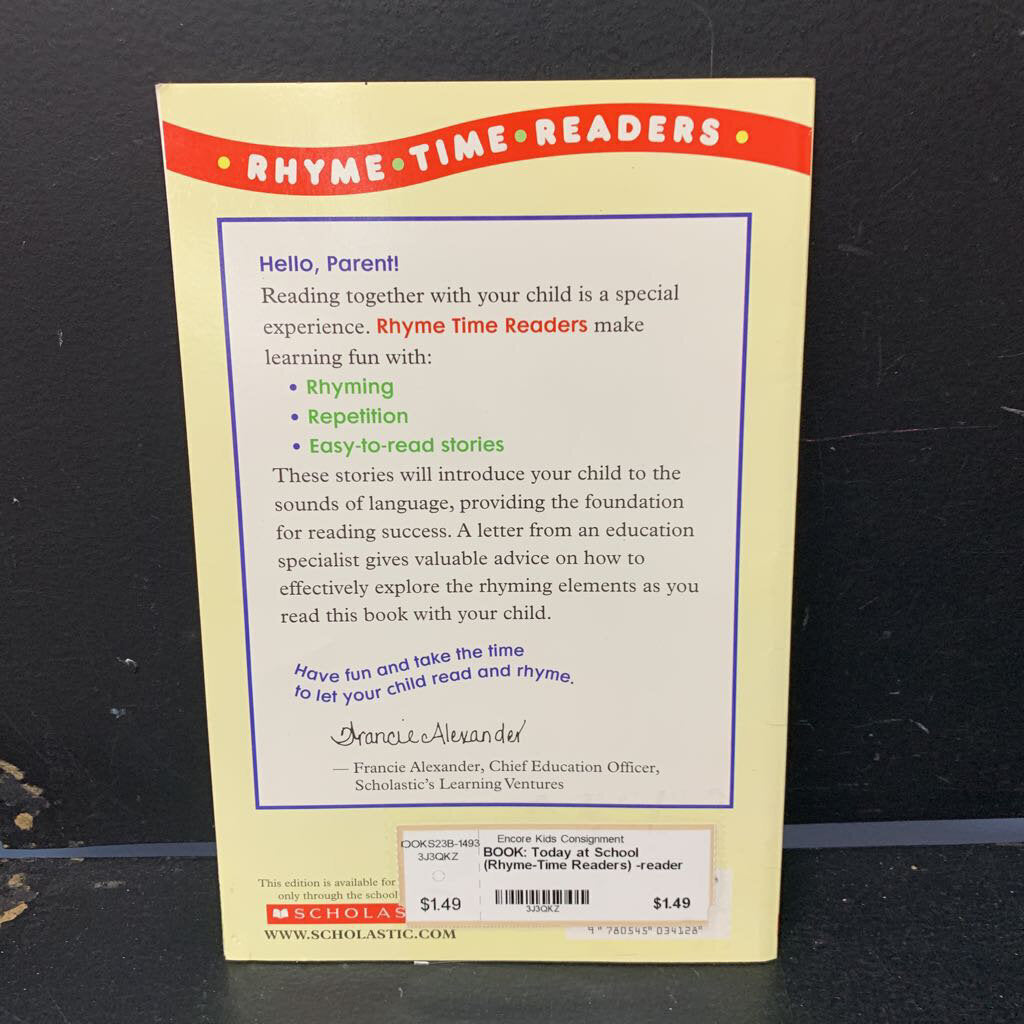 RHYME • TIME • READERS
Hello, Parent!
Reading together with your child is a special
experience. Rhyme Time Readers make
learning fun with:
• Rhyming
• Repetition
• Easy-to-read stories
These stories will introduce your child to the
sounds of language, providing the foundation
for reading success. A letter from an education
specialist gives valuable advice on how to
effectively explore the rhyming elements as you
read this book with your child.
Have fun and take the time
to let your child read and rhyme.
Francie Alexander
— Francie Alexander, Chief Education Officer,
Scholastic's Learning Ventures
OOKS23B-1493
3J3QKZ
$1.49
Encore Kids Consignment
BOOK: Today at School
(Rhyme-Time Readers) -reader
3J3QKZ
$1.49
This edition is available for
only through the school
SCHOLAS
WWW.SCHOLASTIC.COM
9 780545 034128